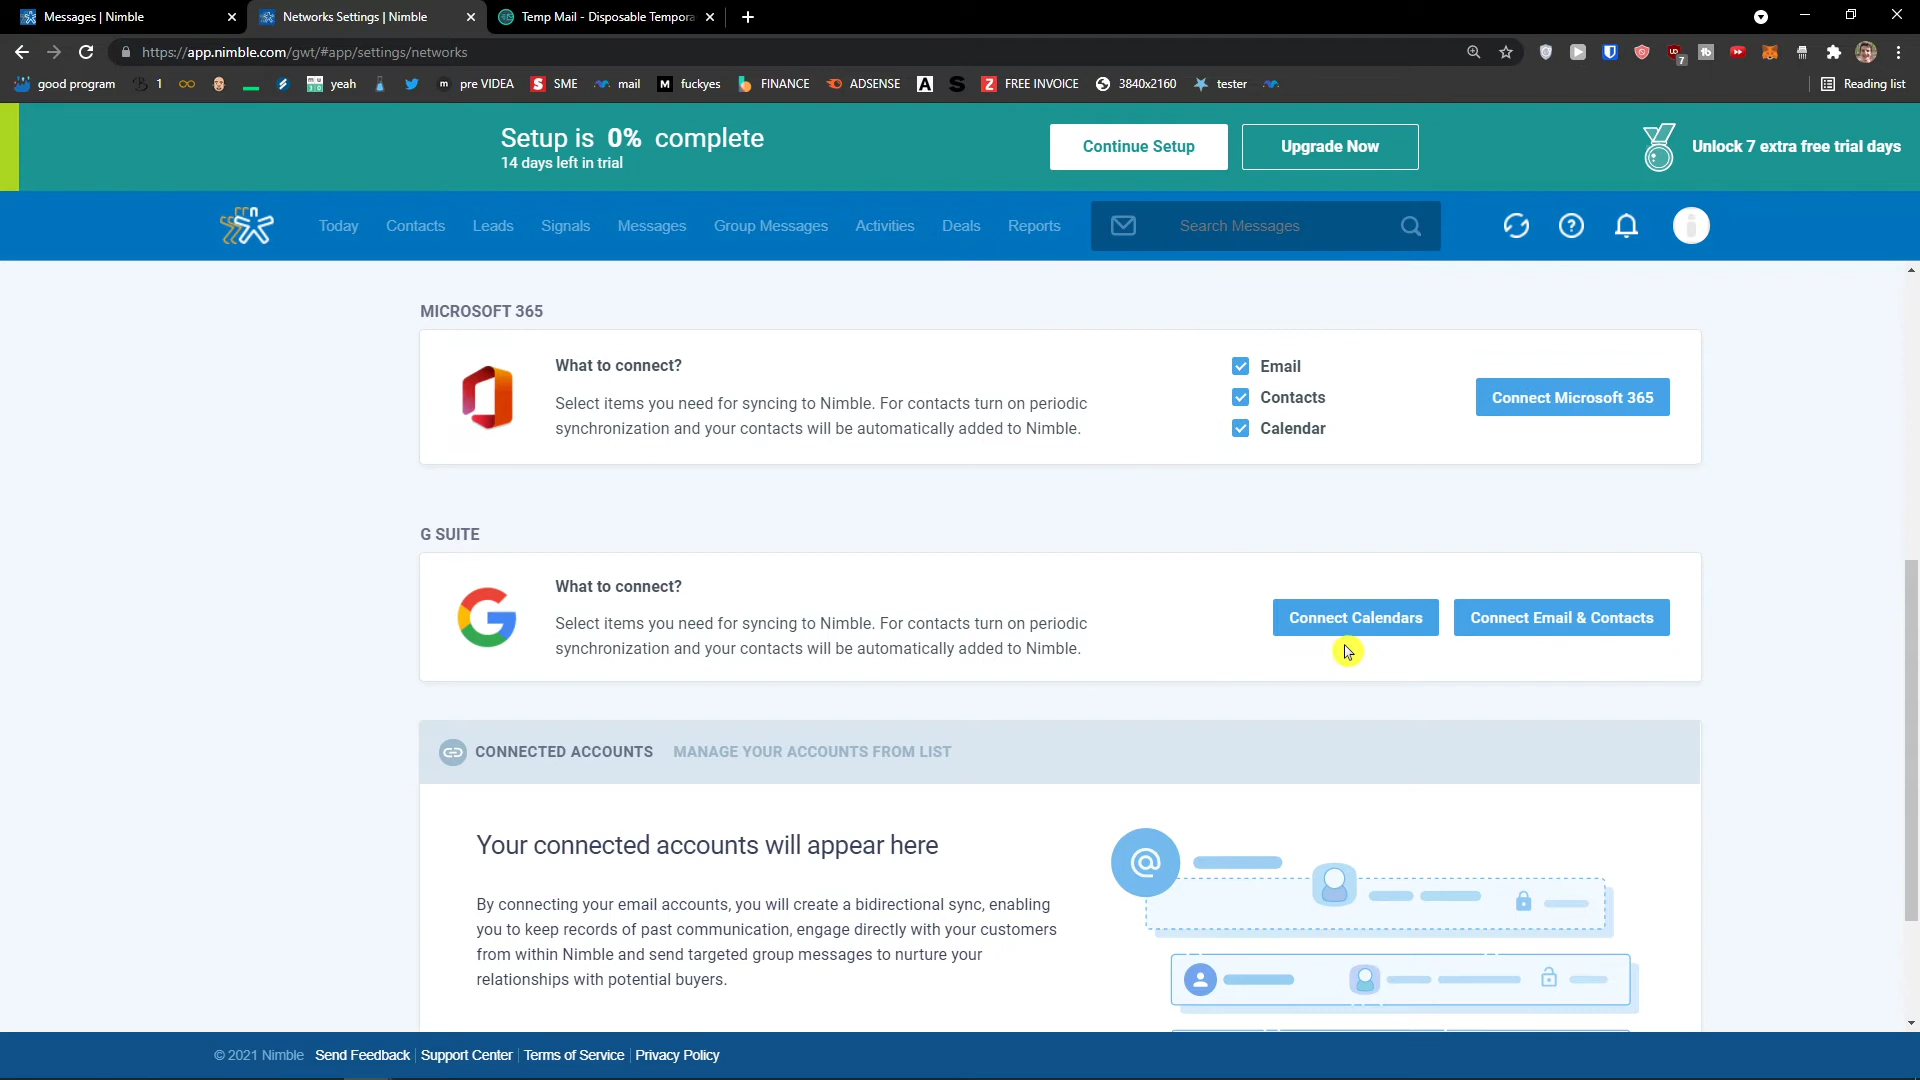 Messages | Nimble
Networks Settings | Nimble
Temp Mail - Disposable Tempora
https://app.nimble.com/gwt/#app/settings/networks
7
good program
1
yeah
pre VIDEA
SME
mail
fuckyes
FINANCE
ADSENSE
FREE INVOICE
3840x2160
tester
Reading list
Setup is 0% complete
14 days left in trial
Continue Setup
Upgrade Now
Unlock 7 extra free trial days
Today
Contacts
Leads
Signals
Messages
Group Messages
Activities
Deals
Reports
Search Messages
MICROSOFT 365
What to connect?
Select items you need for syncing to Nimble. For contacts turn on periodic
synchronization and your contacts will be automatically added to Nimble.
Email
Contacts
Calendar
Connect Microsoft 365
G SUITE
What to connect?
Select items you need for syncing to Nimble. For contacts turn on periodic
synchronization and your contacts will be automatically added to Nimble.
Connect Calendars
Connect Email & Contacts
CONNECTED ACCOUNTS MANAGE YOUR ACCOUNTS FROM LIST
Your connected accounts will appear here
By connecting your email accounts, you will create a bidirectional sync, enabling
you to keep records of past communication, engage directly with your customers
from within Nimble and send targeted group messages to nurture your
relationships with potential buyers.
© 2021 Nimble Send Feedback Support Center Terms of Service Privacy Policy